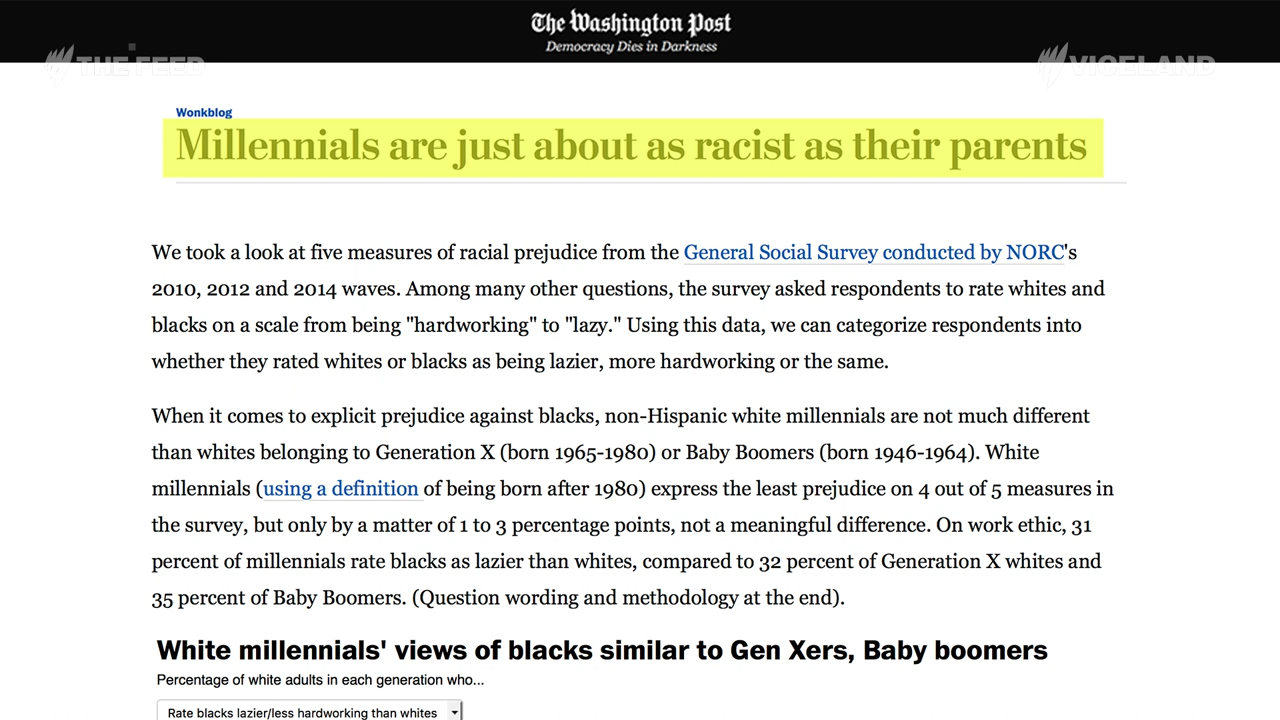 The Washington Post
Democracy Dies in Darkness
THE FEED
VICELAND
Wonkblog
Millennials are just about as racist as their parents
We took a look at five measures of racial prejudice from the General Social Survey conducted by NORC's
2010, 2012 and 2014 waves. Among many other questions, the survey asked respondents to rate whites and
blacks on a scale from being "hardworking" to "lazy." Using this data, we can categorize respondents into
whether they rated whites or blacks as being lazier, more hardworking or the same.
When it comes to explicit prejudice against blacks, non-Hispanic white millennials are not much different
than whites belonging to Generation X (born 1965-1980) or Baby Boomers (born 1946-1964). White
millennials (using a definition of being born after 1980) express the least prejudice on 4 out of 5 measures in
the survey, but only by a matter of 1 to 3 percentage points, not a meaningful difference. On work ethic, 31
percent of millennials rate blacks as lazier than whites, compared to 32 percent of Generation X whites and
35 percent of Baby Boomers. (Question wording and methodology at the end).
White millennials' views of blacks similar to Gen Xers, Baby boomers
Percentage of white adults in each generation who...
Rate blacks lazier/less hardworking than whites